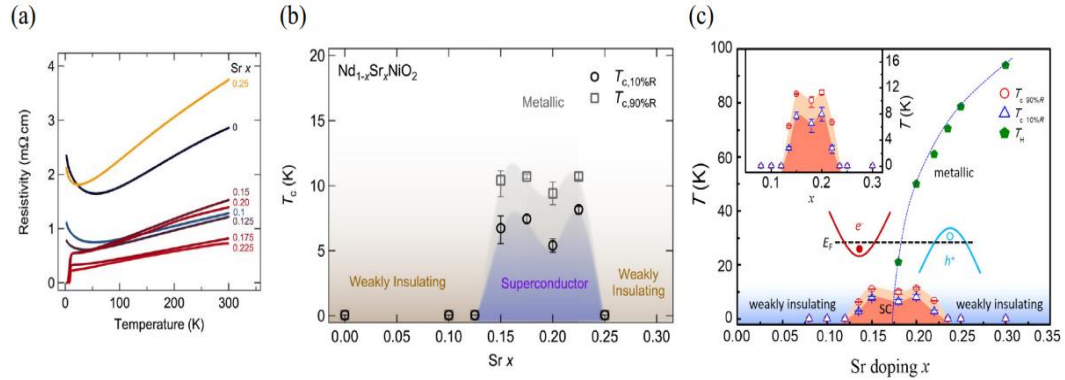 (a)
Sr x
0.25
0
0.15
0.20
0.1
0.125
0.175
0.225
4
3
2
1
0
0 100 200 300
Resistivity (mΩ cm)
Temperature (K)
(b)
Nd1-xSrxNiO2
Tc,10%R
Tc,90%R
Metallic
Weakly Insulating
Superconductor
Weakly
Insulating
20
15
10
5
0
0.00 0.05 0.10 0.15 0.20 0.25 0.30
Tc (K)
Sr x
(c)
100
80
60
40
20
0
T (K)
16
12
8
4
0
T (K)
0.1 0.2 0.3
x
Tc 90%R
Tc 10%R
TH
metallic
e-
EF
h+
weakly insulating
SC
weakly insulating
0.00 0.05 0.10 0.15 0.20 0.25 0.30 0.35
Sr doping x